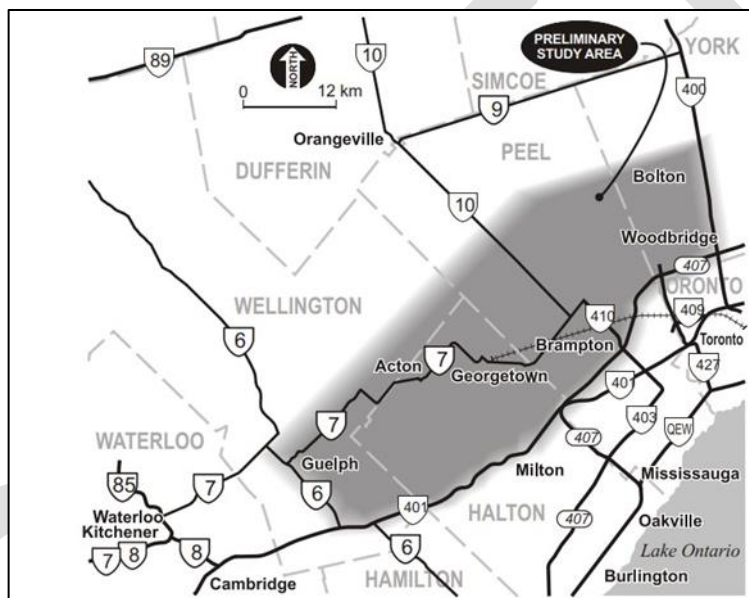 PRELIMINARY
STUDY AREA
YORK
89
10
NORTH
0 12 km
SIMCOE
400
9
Orangeville
PEEL
DUFFERIN
Bolton
10
Woodbridge
407
TORONTO
WELLINGTON
409
6
410
Brampton
Toronto
Acton
7
Georgetown
427
401
7
403
WATERLOO
QEW
407
Guelph
Milton
85
7
6
Mississauga
401
HALTON
Waterloo
Kitchener
407
Oakville
7
8
8
6
Lake Ontario
Cambridge
HAMILTON
Burlington